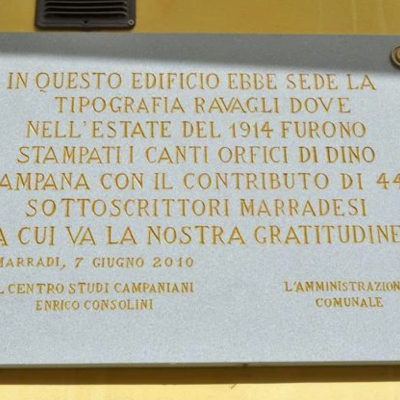 IN QUESTO EDIFICIO EBBE SEDE LA
TIPOGRAFIA RAVAGLI DOVE
NELL'ESTATE DEL 1914 FURONO
STAMPATI I CANTI ORFICI DI DINO
AMPANA CON IL CONTRIBUTO DI 44
SOTTOSCRITTORI MARRADESI
A CUI VA LA NOSTRA GRATITUDINE
MARRADI, 7 GIUGNO 2010
L CENTRO STUDI CAMPANIANI
ENRICO CONSOLINI
L'AMMINISTRAZION
COMUNALE